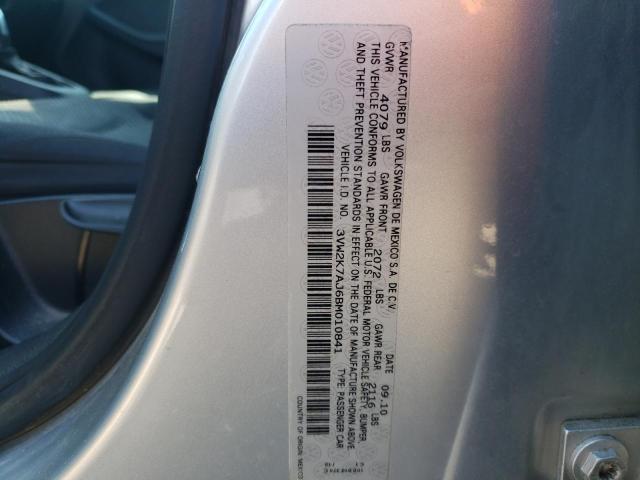 MANUFACTURED BY VOLKSWAGEN DE MEXICO S.A. DE C.V. DATE 09.10
GVWR 4079 LBS GAWR FRONT 2072 LBS GAWR REAR 2116 LBS
THIS VEHICLE CONFORMS TO ALL APPLICABLE U.S. FEDERAL MOTOR VEHICLE SAFETY, BUMPER
AND THEFT PREVENTION STANDARDS IN EFFECT ON THE DATE OF MANUFACTURE SHOWN ABOVE.
VEHICLE I.D. NO. 3VW2K7AJ6BM010841 TYPE: PASSENGER CAR
COUNTRY OF ORIGIN: MEXICO